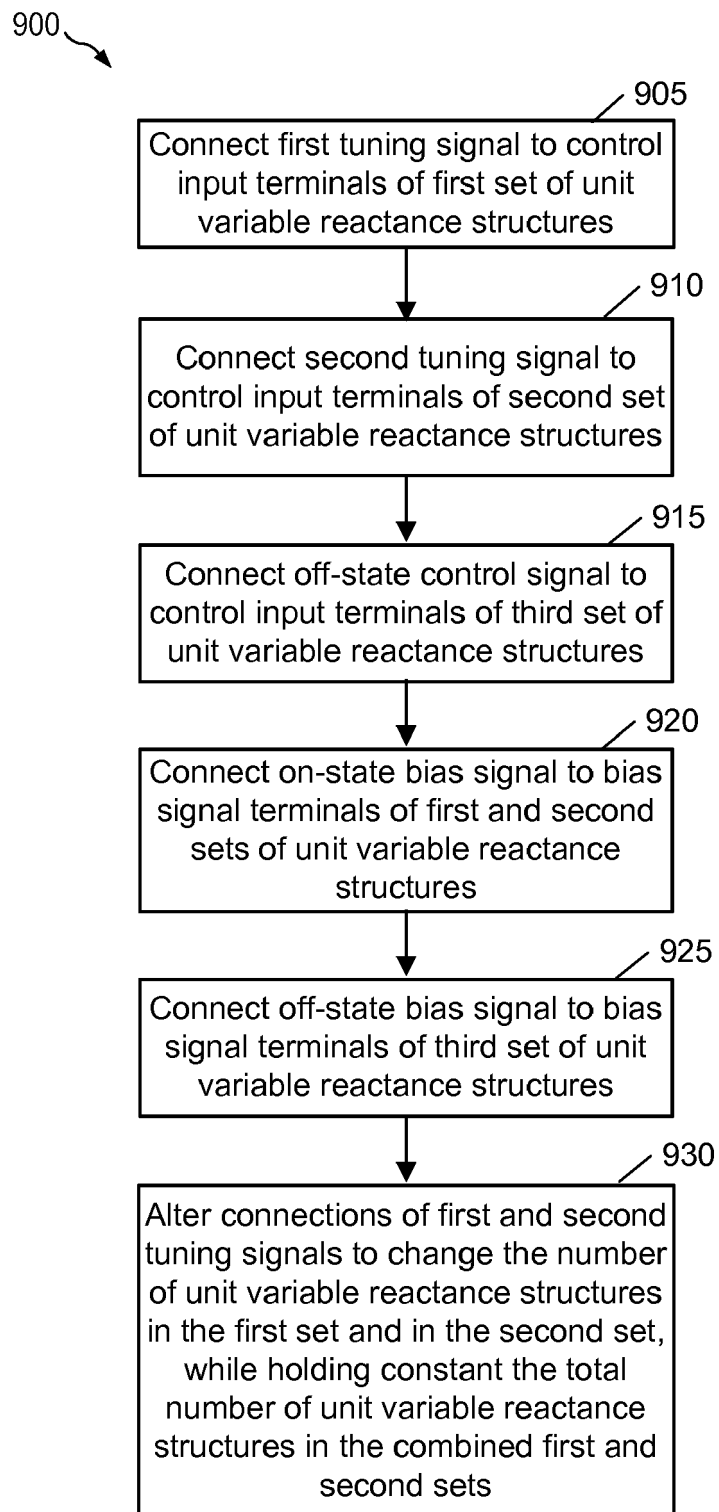 900
905
Connect first tuning signal to control
input terminals of first set of unit
variable reactance structures
910
Connect second tuning signal to
control input terminals of second set
of unit variable reactance structures
915
Connect off-state control signal to
control input terminals of third set of
unit variable reactance structures
920
Connect on-state bias signal to bias
signal terminals of first and second
sets of unit variable reactance
structures
925
Connect off-state bias signal to bias
signal terminals of third set of unit
variable reactance structures
930
Alter connections of first and second
tuning signals to change the number
of unit variable reactance structures
in the first set and in the second set,
while holding constant the total
number of unit variable reactance
structures in the combined first and
second sets